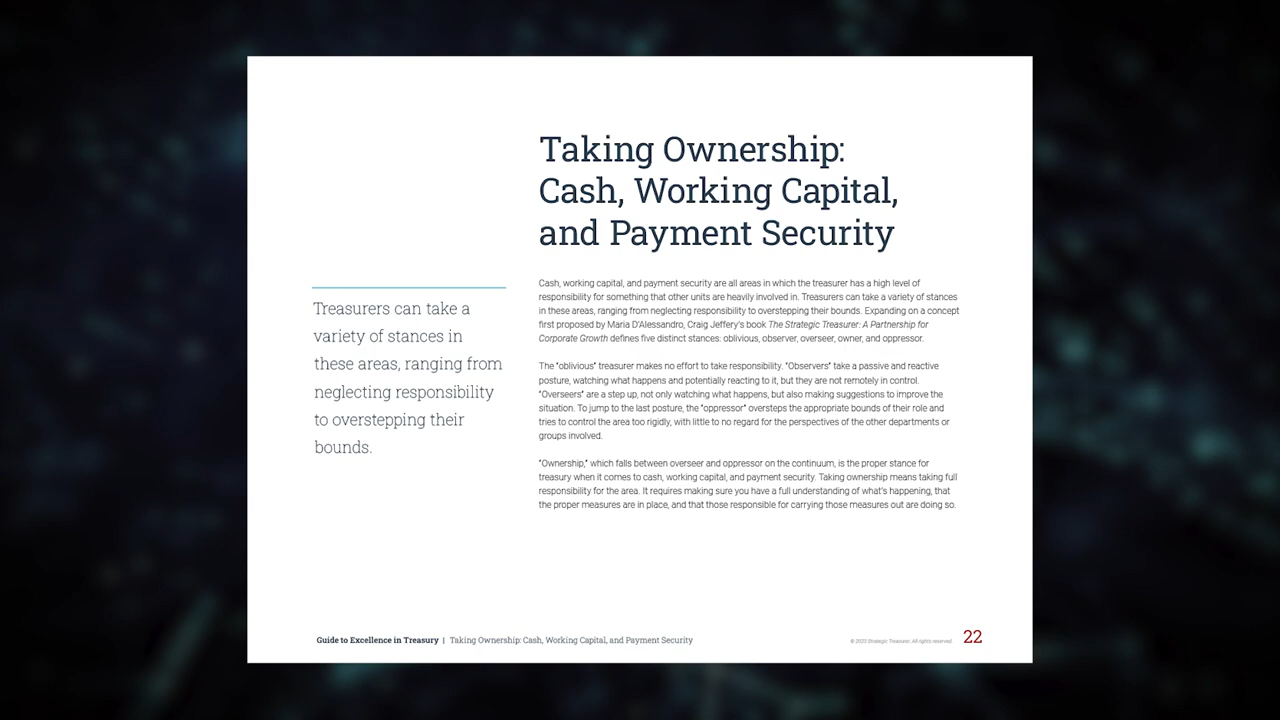 Taking Ownership:
Cash, Working Capital,
and Payment Security
Treasurers can take a
variety of stances in
these areas, ranging from
neglecting responsibility
to overstepping their
bounds.
Cash, working capital, and payment security are all areas in which the treasurer has a high level of
responsibility for something that other units are heavily involved in. Treasurers can take a variety of stances
in these areas, ranging from neglecting responsibility to overstepping their bounds. Expanding on a concept
first proposed by Maria D'Alessandro, Craig Jeffery's book The Strategic Treasurer: A Partnership for
Corporate Growth defines five distinct stances: oblivious, observer, overseer, owner, and oppressor.
The "oblivious" treasurer makes no effort to take responsibility. "Observers" take a passive and reactive
posture, watching what happens and potentially reacting to it, but they are not remotely in control.
"Overseers" are a step up, not only watching what happens, but also making suggestions to improve the
situation. To jump to the last posture, the "oppressor" oversteps the appropriate bounds of their role and
tries to control the area too rigidly, with little to no regard for the perspectives of the other departments or
groups involved.
"Ownership," which falls between overseer and oppressor on the continuum, is the proper stance for
treasury when it comes to cash, working capital, and payment security. Taking ownership means taking full
responsibility for the area. It requires making sure you have a full understanding of what's happening, that
the proper measures are in place, and that those responsible for carrying those measures out are doing so.
Guide to Excellence in Treasury | Taking Ownership: Cash, Working Capital, and Payment Security
© 2023 Strategic Treasurer. All rights reserved. 22